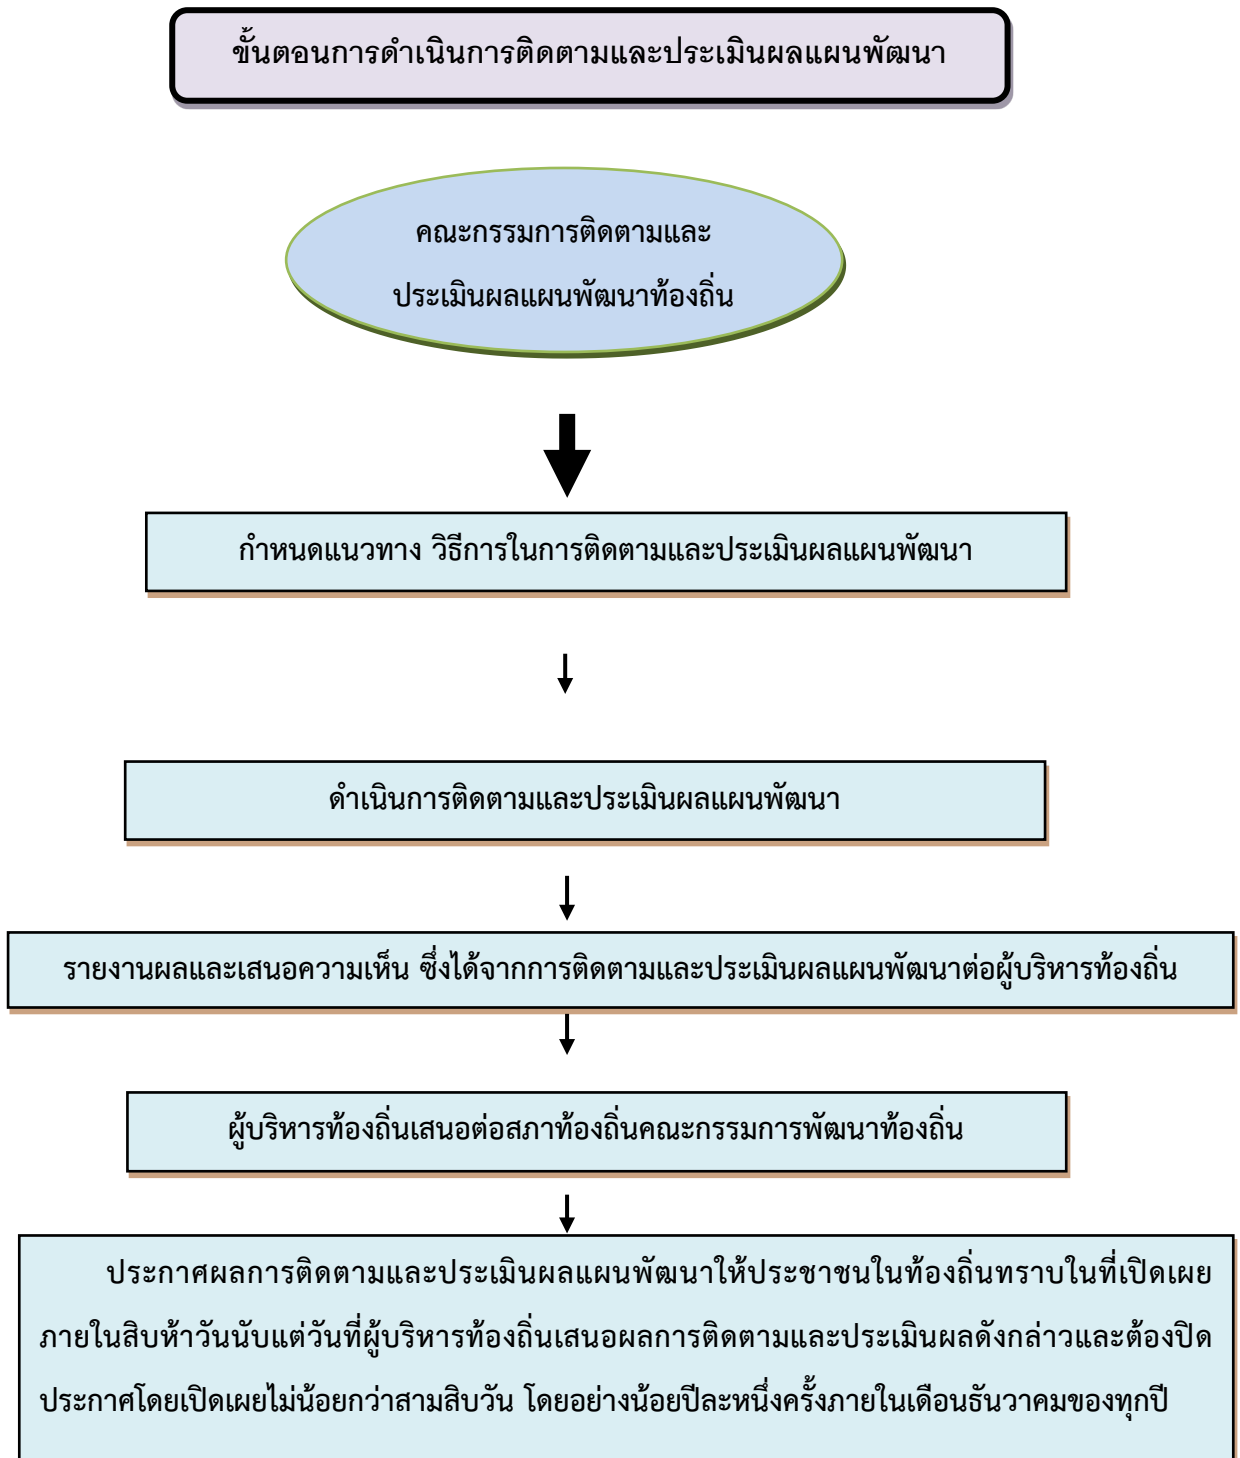 ขั้นตอนการดำเนินการติดตามและประเมินผลแผนพัฒนา
คณะกรรมการติดตามและ
ประเมินผลแผนพัฒนาท้องถิ่น
กำหนดแนวทาง วิธีการในการติดตามและประเมินผลแผนพัฒนา
ดำเนินการติดตามและประเมินผลแผนพัฒนา
รายงานผลและเสนอความเห็น ซึ่งได้จากการติดตามและประเมินผลแผนพัฒนาต่อผู้บริหารท้องถิ่น
ผู้บริหารท้องถิ่นเสนอต่อสภาท้องถิ่นคณะกรรมการพัฒนาท้องถิ่น
ประกาศผลการติดตามและประเมินผลแผนพัฒนาให้ประชาชนในท้องถิ่นทราบในที่เปิดเผย
ภายในสิบห้าวันนับแต่วันที่ผู้บริหารท้องถิ่นเสนอผลการติดตามและประเมินผลดังกล่าวและต้องปิด
ประกาศโดยเปิดเผยไม่น้อยกว่าสามสิบวัน โดยอย่างน้อยปีละหนึ่งครั้งภายในเดือนธันวาคมของทุกปี